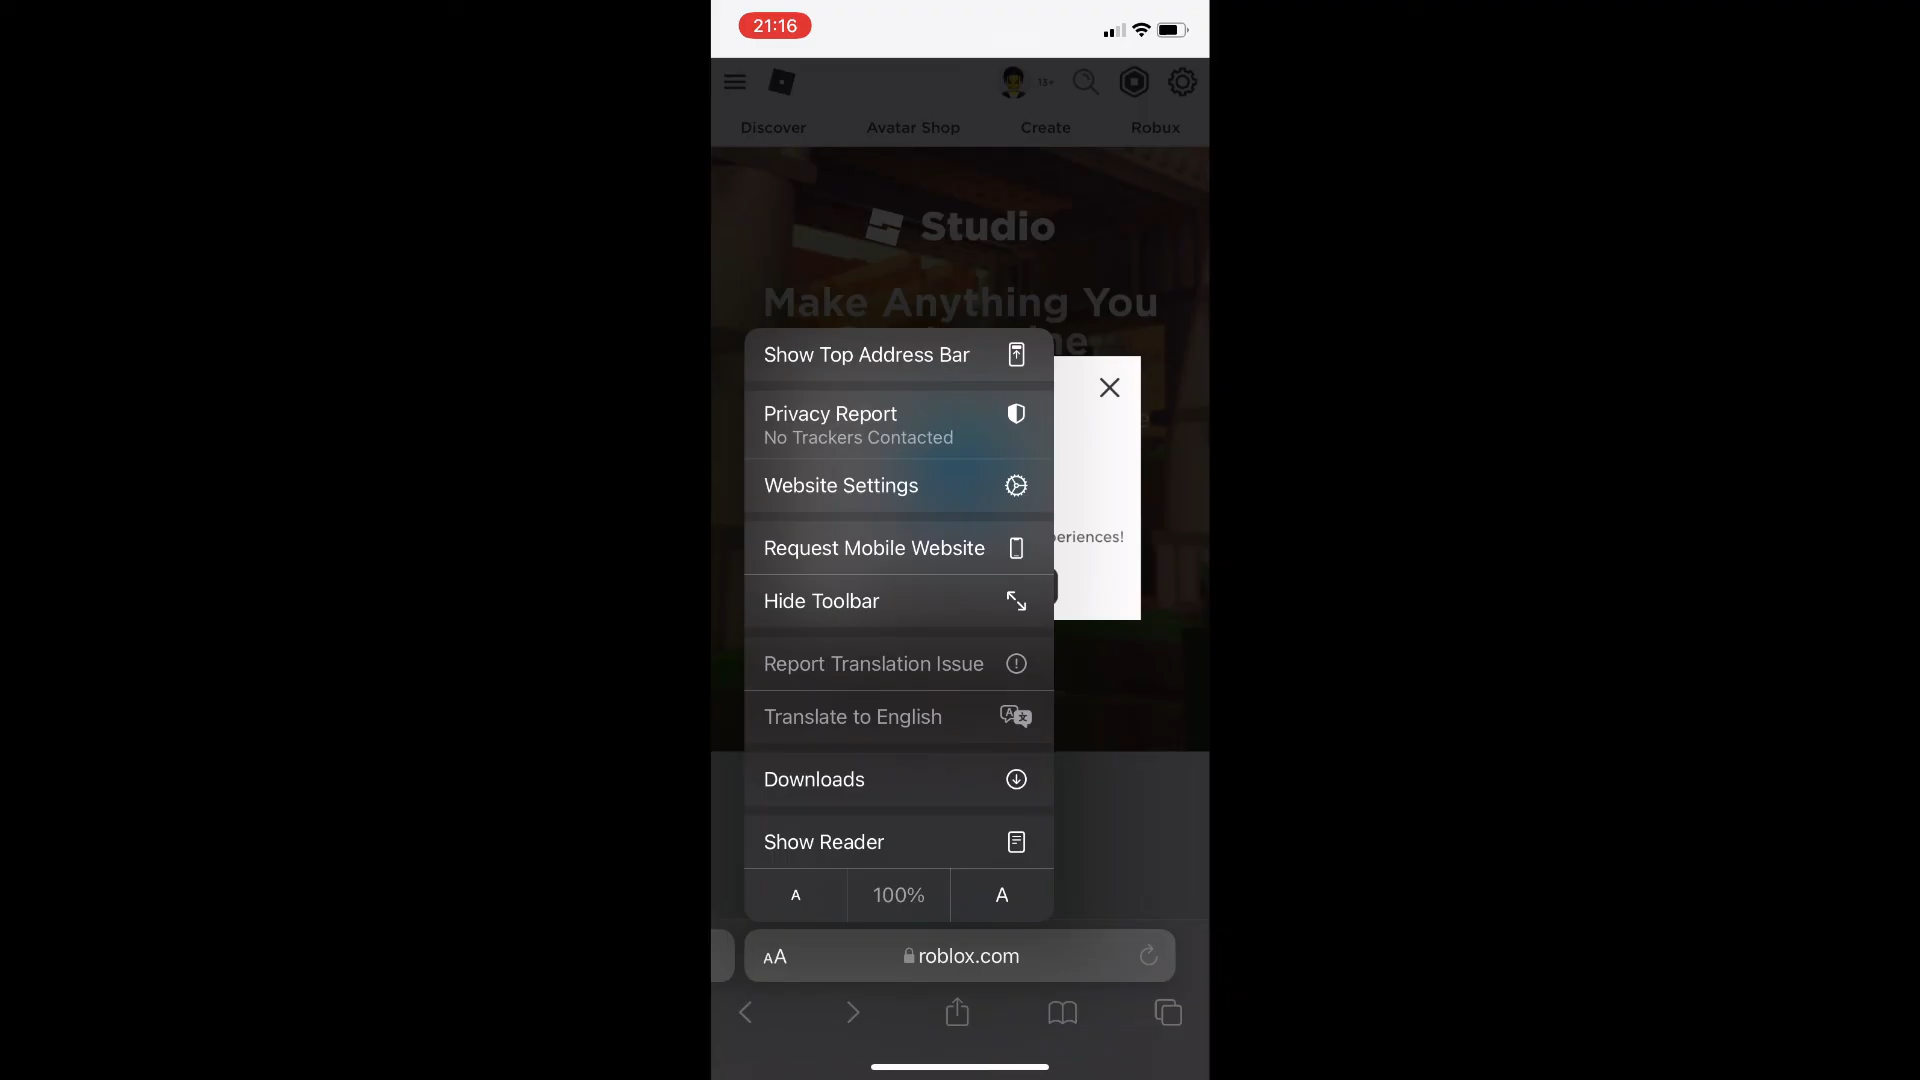 21:16
13+
Discover Avatar Shop Create Robux
Studio
Make Anything You
Show Top Address Bar
Privacy Report
No Trackers Contacted
Website Settings
periences!
Request Mobile Website
Hide Toolbar
Report Translation Issue
Translate to English
Downloads
Show Reader
A 100% A
AA roblox.com